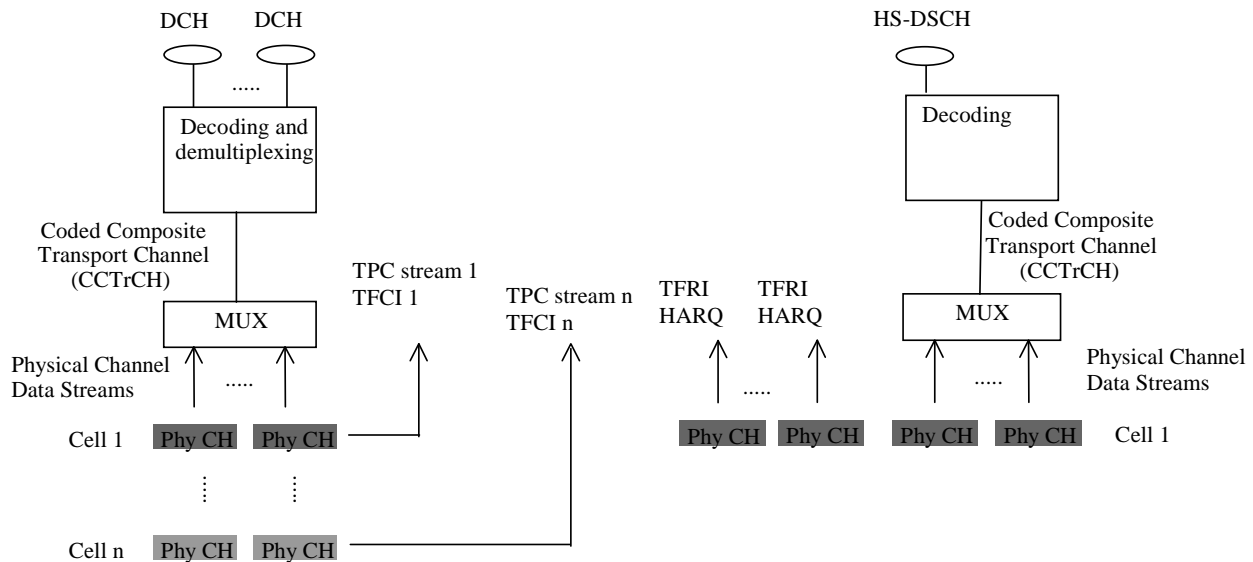 DCH DCH
.....
Decoding and
demultiplexing
Coded Composite
Transport Channel
(CCTrCH)
MUX
Physical Channel
Data Streams
.....
Cell 1 Phy CH Phy CH
Cell n Phy CH Phy CH
TPC stream 1
TFCI 1
TPC stream n
TFCI n
HS-DSCH
Decoding
Coded Composite
Transport Channel
(CCTrCH)
TFRI TFRI
HARQ HARQ
MUX
Physical Channel
Data Streams
..... .....
Phy CH Phy CH Phy CH Phy CH Cell 1